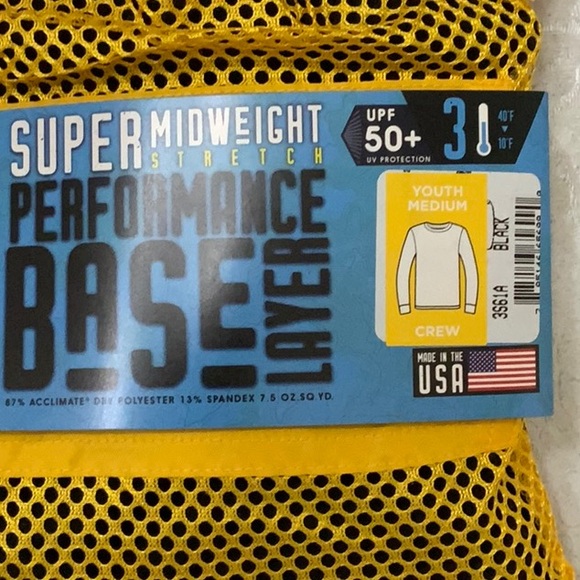 SUPER MIDWEIGHT
STRETCH
PERFORMANCE
BASE
LAYER
87% ACCLIMATE® DRY POLYESTER 13% SPANDEX 7.5 OZ.SQ.YD.
UPF
50+
UV PROTECTION
3
40°F
10°F
YOUTH
MEDIUM
CREW
3S61A BLACK
MADE IN THE
USA